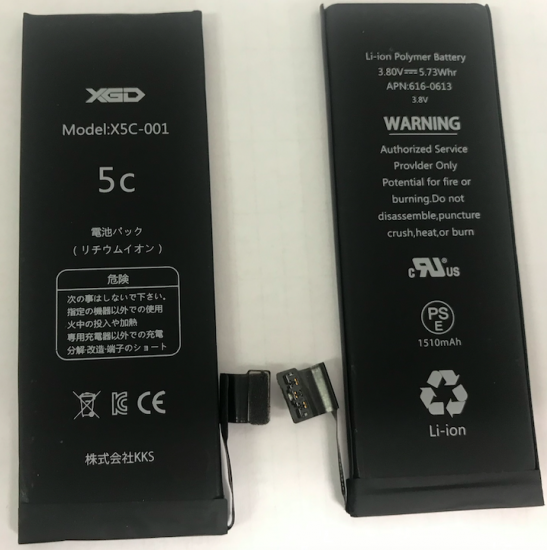 XGD
Model:X5C-001
5c
電池パック
(リチウムイオン)
危険
次の事はしないで下さい。
指定の機器以外での使用
火中の投入や加熱
専用充電器以外での充電
分解・改造・端子のショート
CE
株式会社KKS
Li-ion Polymer Battery
3.80V⎓5.73Whr
APN:616-0613
3.8V
WARNING
Authorized Service
Provlder Only
Potential for fire or
burning.Do not
disassemble,puncture
crush,heat,or burn
c RU US
PS
E
1510mAh
Li-ion